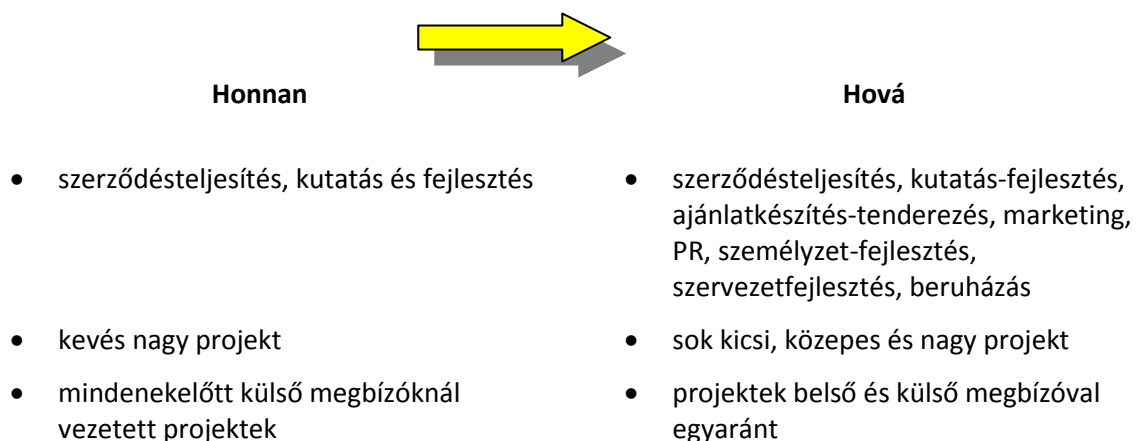 Honnan
Hová
• szerződésteljesítés, kutatás és fejlesztés
• szerződésteljesítés, kutatás-fejlesztés,
ajánlatkészítés-tenderezés, marketing,
PR, személyzet-fejlesztés,
szervezetfejlesztés, beruházás
• kevés nagy projekt
• sok kicsi, közepes és nagy projekt
• mindenekelőtt külső megbízóknál
vezetett projektek
• projektek belső és külső megbízóval
egyaránt